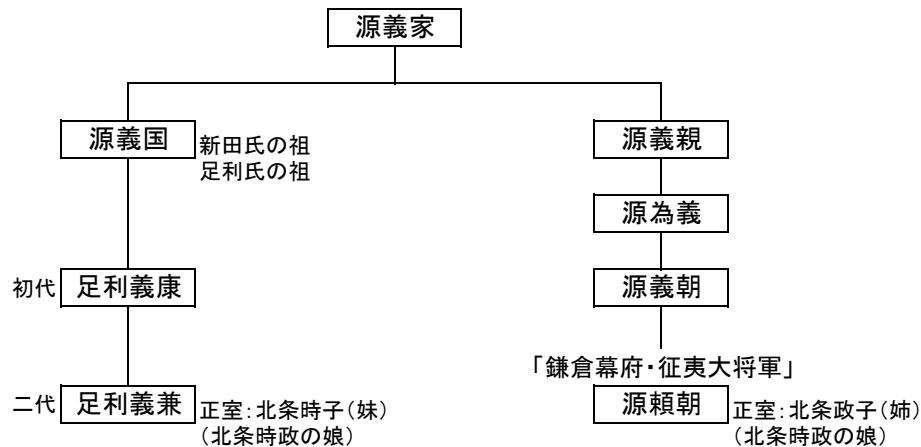 源義家
源義国
新田氏の祖
足利氏の祖
源義親
源為義
初代 足利義康
源義朝
「鎌倉幕府・征夷大将軍」
二代 足利義兼
正室:北条時子(妹)
(北条時政の娘)
源頼朝
正室:北条政子(姉)
(北条時政の娘)